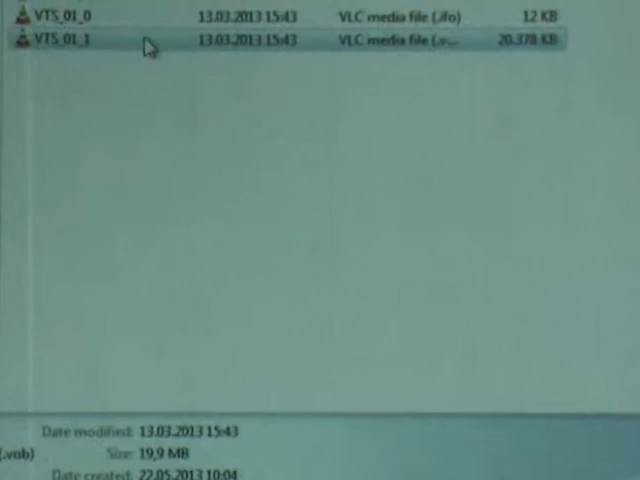 VTS_01_0 13.03.2013 15:43 VLC media file (.ifo) 12 KB
VTS_01_1 13.03.2013 15:43 VLC media file (.v... 20.378 KB
Date modified: 13.03.2013 15:43
(.vob) Size: 19,9 MB
Date created: 22.05.2013 10:04